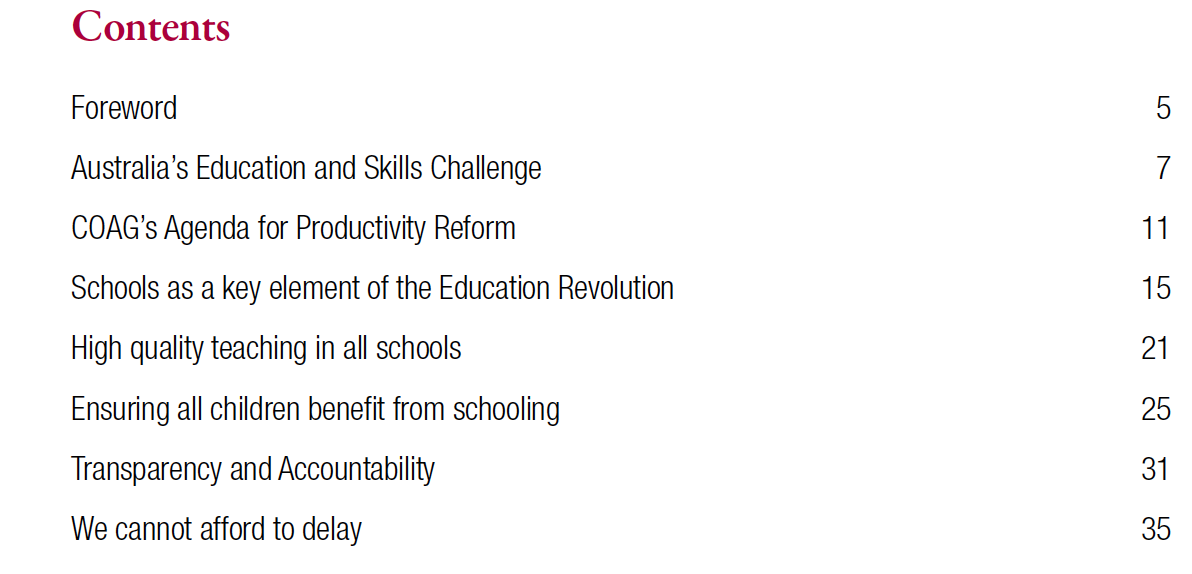 Contents
Foreword 5
Australia’s Education and Skills Challenge 7
COAG’s Agenda for Productivity Reform 11
Schools as a key element of the Education Revolution 15
High quality teaching in all schools 21
Ensuring all children benefit from schooling 25
Transparency and Accountability 31
We cannot afford to delay 35